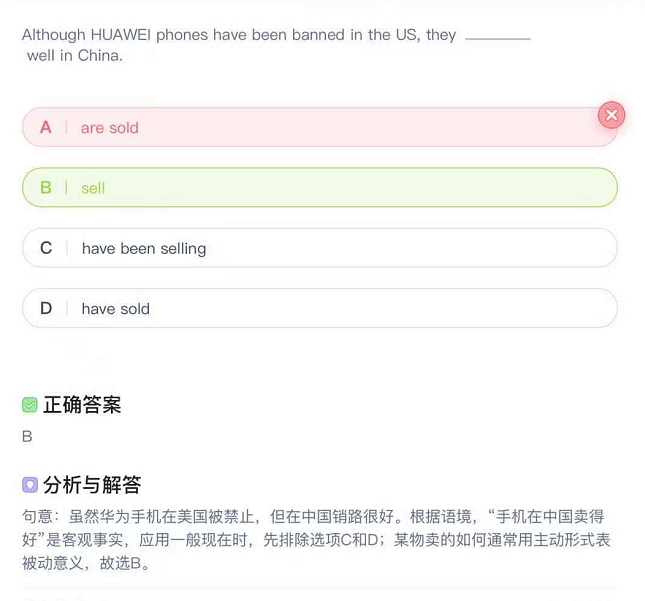 Although HUAWEI phones have been banned in the US, they ________
well in China.
A | are sold
B | sell
C | have been selling
D | have sold
正确答案
B
分析与解答
句意：虽然华为手机在美国被禁止，但在中国销路很好。根据语境，“手机在中国卖得
好”是客观事实，应用一般现在时，先排除选项C和D；某物卖的如何通常用主动形式表
被动意义，故选B。